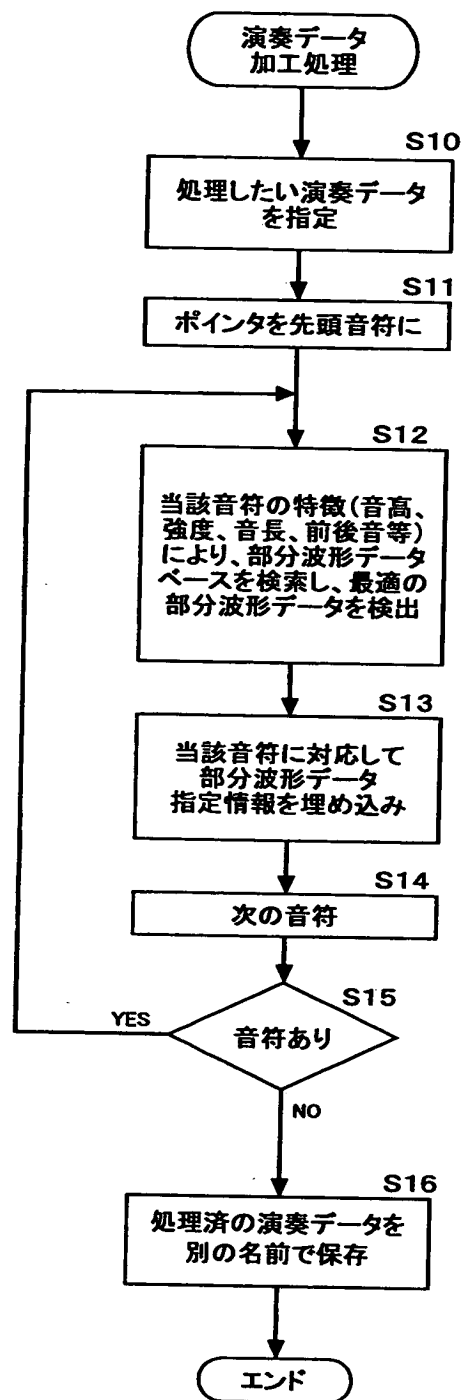 演奏データ
加工処理
S10
処理したい演奏データ
を指定
S11
ポインタを先頭音符に
S12
当該音符の特徴(音高、
強度、音長、前後音等)
により、部分波形データ
ベースを検索し、最適の
部分波形データを検出
S13
当該音符に対応して
部分波形データ
指定情報を埋め込み
S14
次の音符
S15
YES
音符あり
NO
S16
処理済の演奏データを
別の名前で保存
エンド